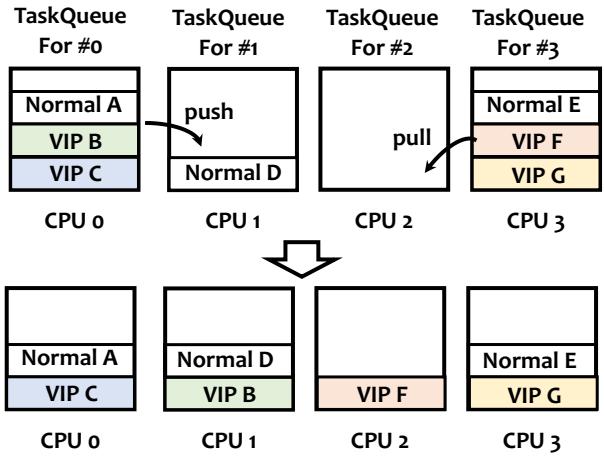 TaskQueue
For #0
TaskQueue
For #1
TaskQueue
For #2
TaskQueue
For #3
Normal A
VIP B
VIP C
push
Normal D
pull
Normal E
VIP F
VIP G
CPU 0
CPU 1
CPU 2
CPU 3
Normal A
VIP C
Normal D
VIP B
VIP F
Normal E
VIP G
CPU 0
CPU 1
CPU 2
CPU 3